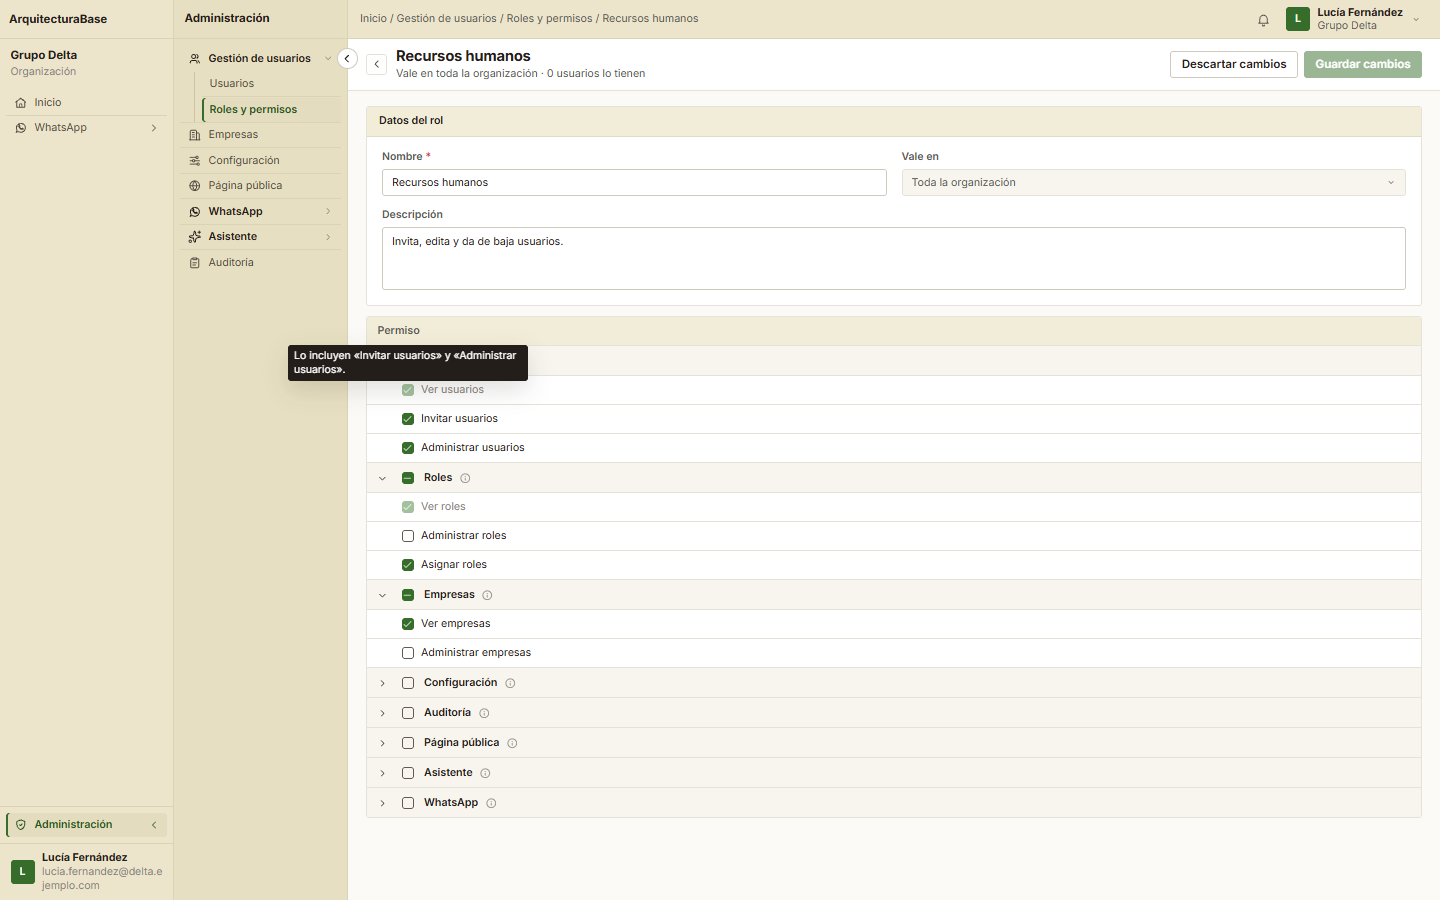 ArquitecturaBase
Grupo Delta
Organización
Inicio
WhatsApp
Administración
Lucía Fernández
lucia.fernandez@delta.e
jemplo.com
L
Administración
Gestión de usuarios
Usuarios
Roles y permisos
Empresas
Configuración
Página pública
WhatsApp
Asistente
Auditoría
Inicio / Gestión de usuarios / Roles y permisos / Recursos humanos
L
Lucía Fernández
Grupo Delta
Recursos humanos
Vale en toda la organización · 0 usuarios lo tienen
Descartar cambios
Guardar cambios
Datos del rol
Nombre *
Recursos humanos
Vale en
Toda la organización
Descripción
Invita, edita y da de baja usuarios.
Permiso
Lo incluyen «Invitar usuarios» y «Administrar
usuarios».
Ver usuarios
Invitar usuarios
Administrar usuarios
Roles
Ver roles
Administrar roles
Asignar roles
Empresas
Ver empresas
Administrar empresas
Configuración
Auditoría
Página pública
Asistente
WhatsApp